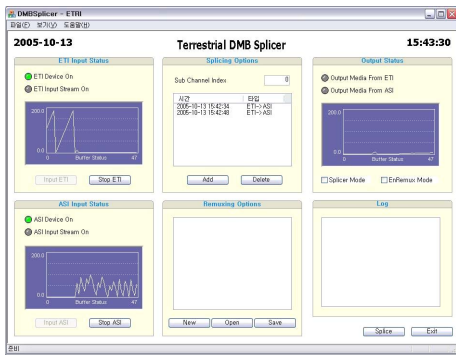 DMBSplicer - ETRI
파일(F) 보기(V) 도움말(H)
2005-10-13 Terrestrial DMB Splicer 15:43:30
ETI Input Status
ETI Device On
ETI Input Stream On
200.0
0.0
0 Buffer Status 47
Input ETI Stop ETI
Splicing Options
Sub Channel Index 0
시간 타입
2005-10-13 15:42:34 ETI->ASI
2005-10-13 15:42:48 ETI->ASI
Add Delete
Output Status
Output Media From ETI
Output Media From ASI
200.0
0.0
0 Buffer Status 47
Splicer Mode EnRemux Mode
ASI Input Status
ASI Device On
ASI Input Stream On
200.0
0.0
0 Buffer Status 47
Input ASI Stop ASI
Remuxing Options
New Open Save
Log
Splice Exit
준비